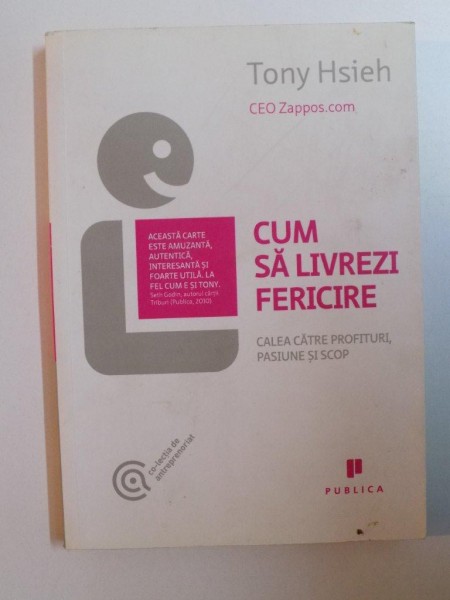 Tony Hsieh
CEO Zappos.com
ACEASTĂ CARTE
ESTE AMUZANTĂ,
AUTENTICĂ,
INTERESANTĂ ȘI
FOARTE UTILĂ. LA
FEL CUM E ȘI TONY.
Seth Godin, autorul cărții
Triburi (Publica, 2010)
CUM
SĂ LIVREZI
FERICIRE
CALEA CĂTRE PROFITURI,
PASIUNE ȘI SCOP
co-lecția de
antreprenoriat
PUBLICA